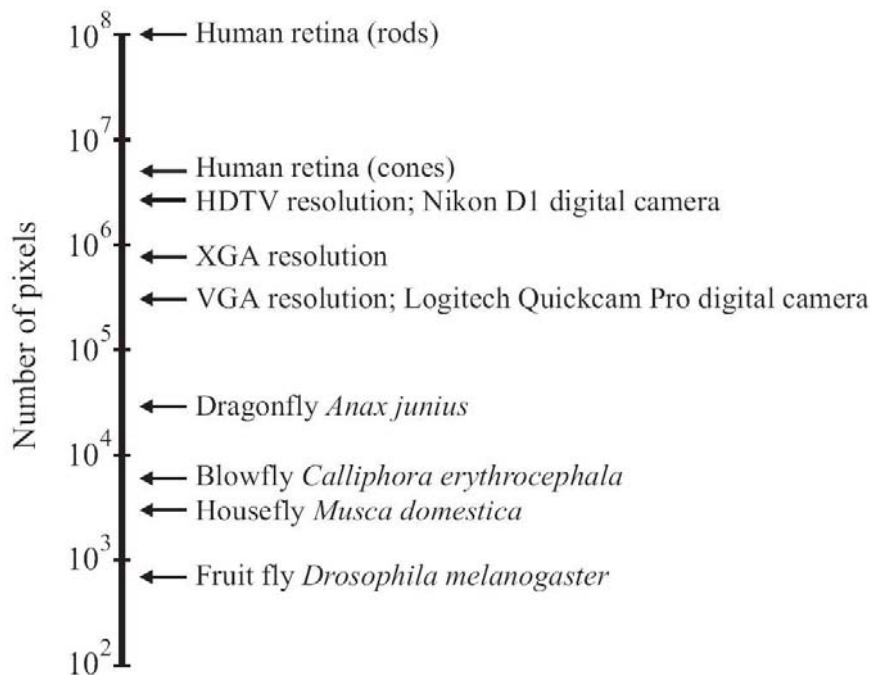 10^8
Human retina (rods)
10^7
Human retina (cones)
HDTV resolution; Nikon D1 digital camera
10^6
XGA resolution
VGA resolution; Logitech Quickcam Pro digital camera
10^5
Dragonfly Anax junius
10^4
Blowfly Calliphora erythrocephala
Housefly Musca domestica
10^3
Fruit fly Drosophila melanogaster
10^2
Number of pixels